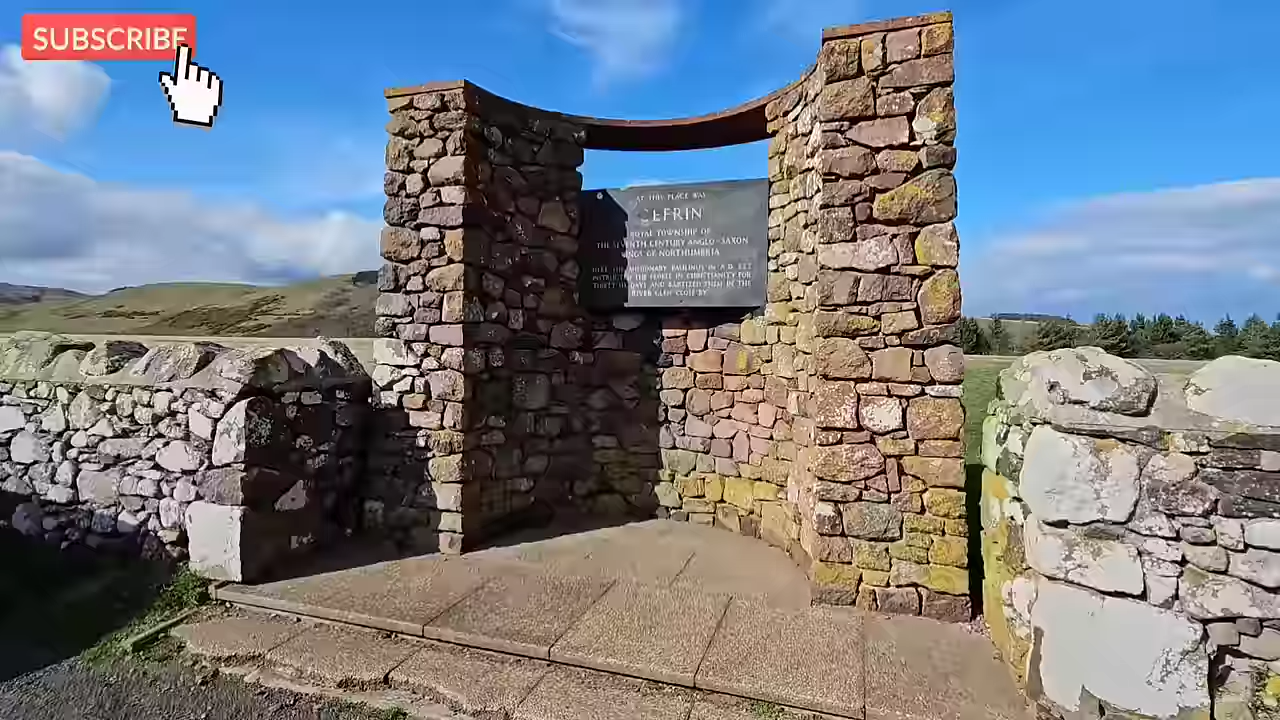 SUBSCRIBE
AT THIS PLACE WAS
GEFRIN
ROYAL TOWNSHIP OF
THE SEVENTH CENTURY ANGLO-SAXON
KINGS OF NORTHUMBRIA
HERE THE MISSIONARY PAULINUS IN A.D. 627
INSTRUCTED THE PEOPLE IN CHRISTIANITY FOR
THIRTY SIX DAYS AND BAPTIZED THEM IN THE
RIVER GLEN CLOSE BY